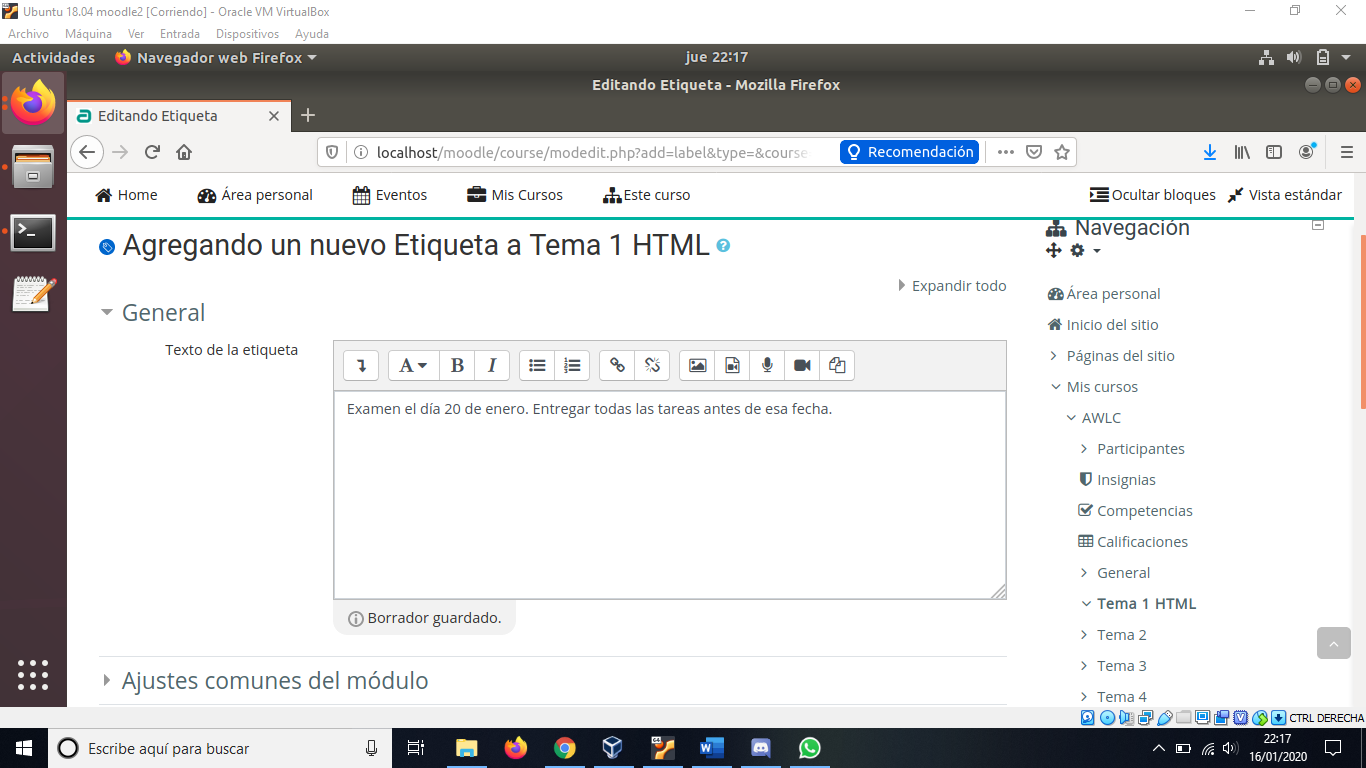 Ubuntu 18.04 moodle2 [Corriendo] - Oracle VM VirtualBox
Archivo Máquina Ver Entrada Dispositivos Ayuda
Actividades Navegador web Firefox jue 22:17
Editando Etiqueta - Mozilla Firefox
Editando Etiqueta
localhost/moodle/course/modedit.php?add=label&type=&course Recomendación
Home Área personal Eventos Mis Cursos Este curso Ocultar bloques Vista estándar
Agregando un nuevo Etiqueta a Tema 1 HTML
Expandir todo
General
Texto de la etiqueta
A B I
Examen el día 20 de enero. Entregar todas las tareas antes de esa fecha.
Borrador guardado.
Ajustes comunes del módulo
Navegación
Área personal
Inicio del sitio
Páginas del sitio
Mis cursos
AWLC
Participantes
Insignias
Competencias
Calificaciones
General
Tema 1 HTML
Tema 2
Tema 3
Tema 4
CTRL DERECHA
Escribe aquí para buscar
22:17
16/01/2020